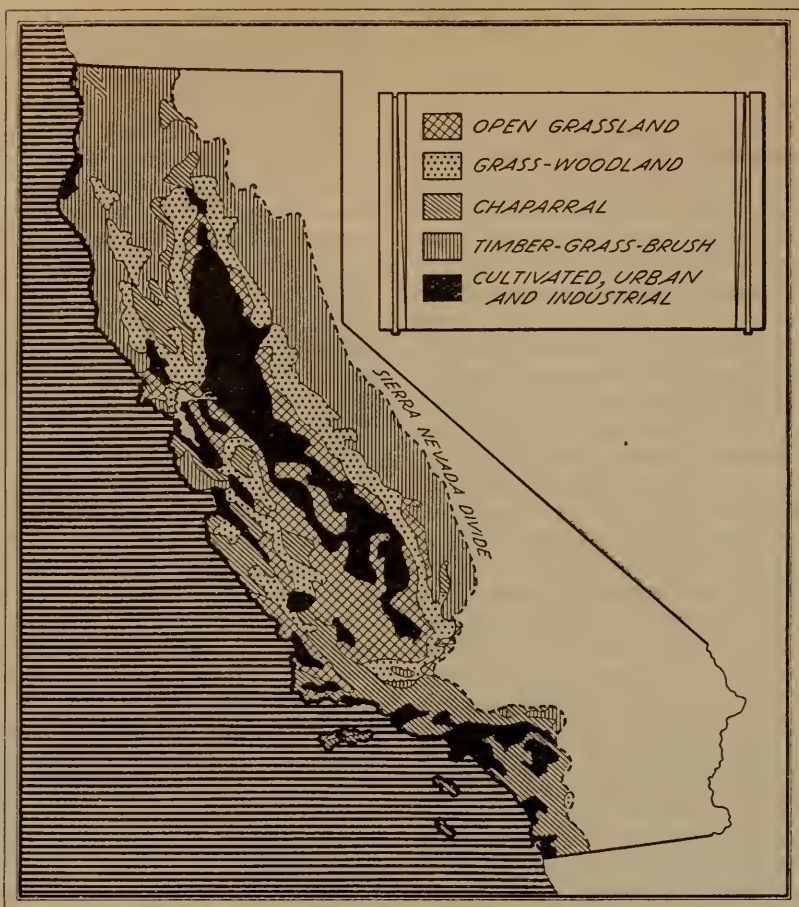 OPEN GRASSLAND
GRASS-WOODLAND
CHAPARRAL
TIMBER-GRASS-BRUSH
CULTIVATED, URBAN
AND INDUSTRIAL
SIERRA NEVADA DIVIDE